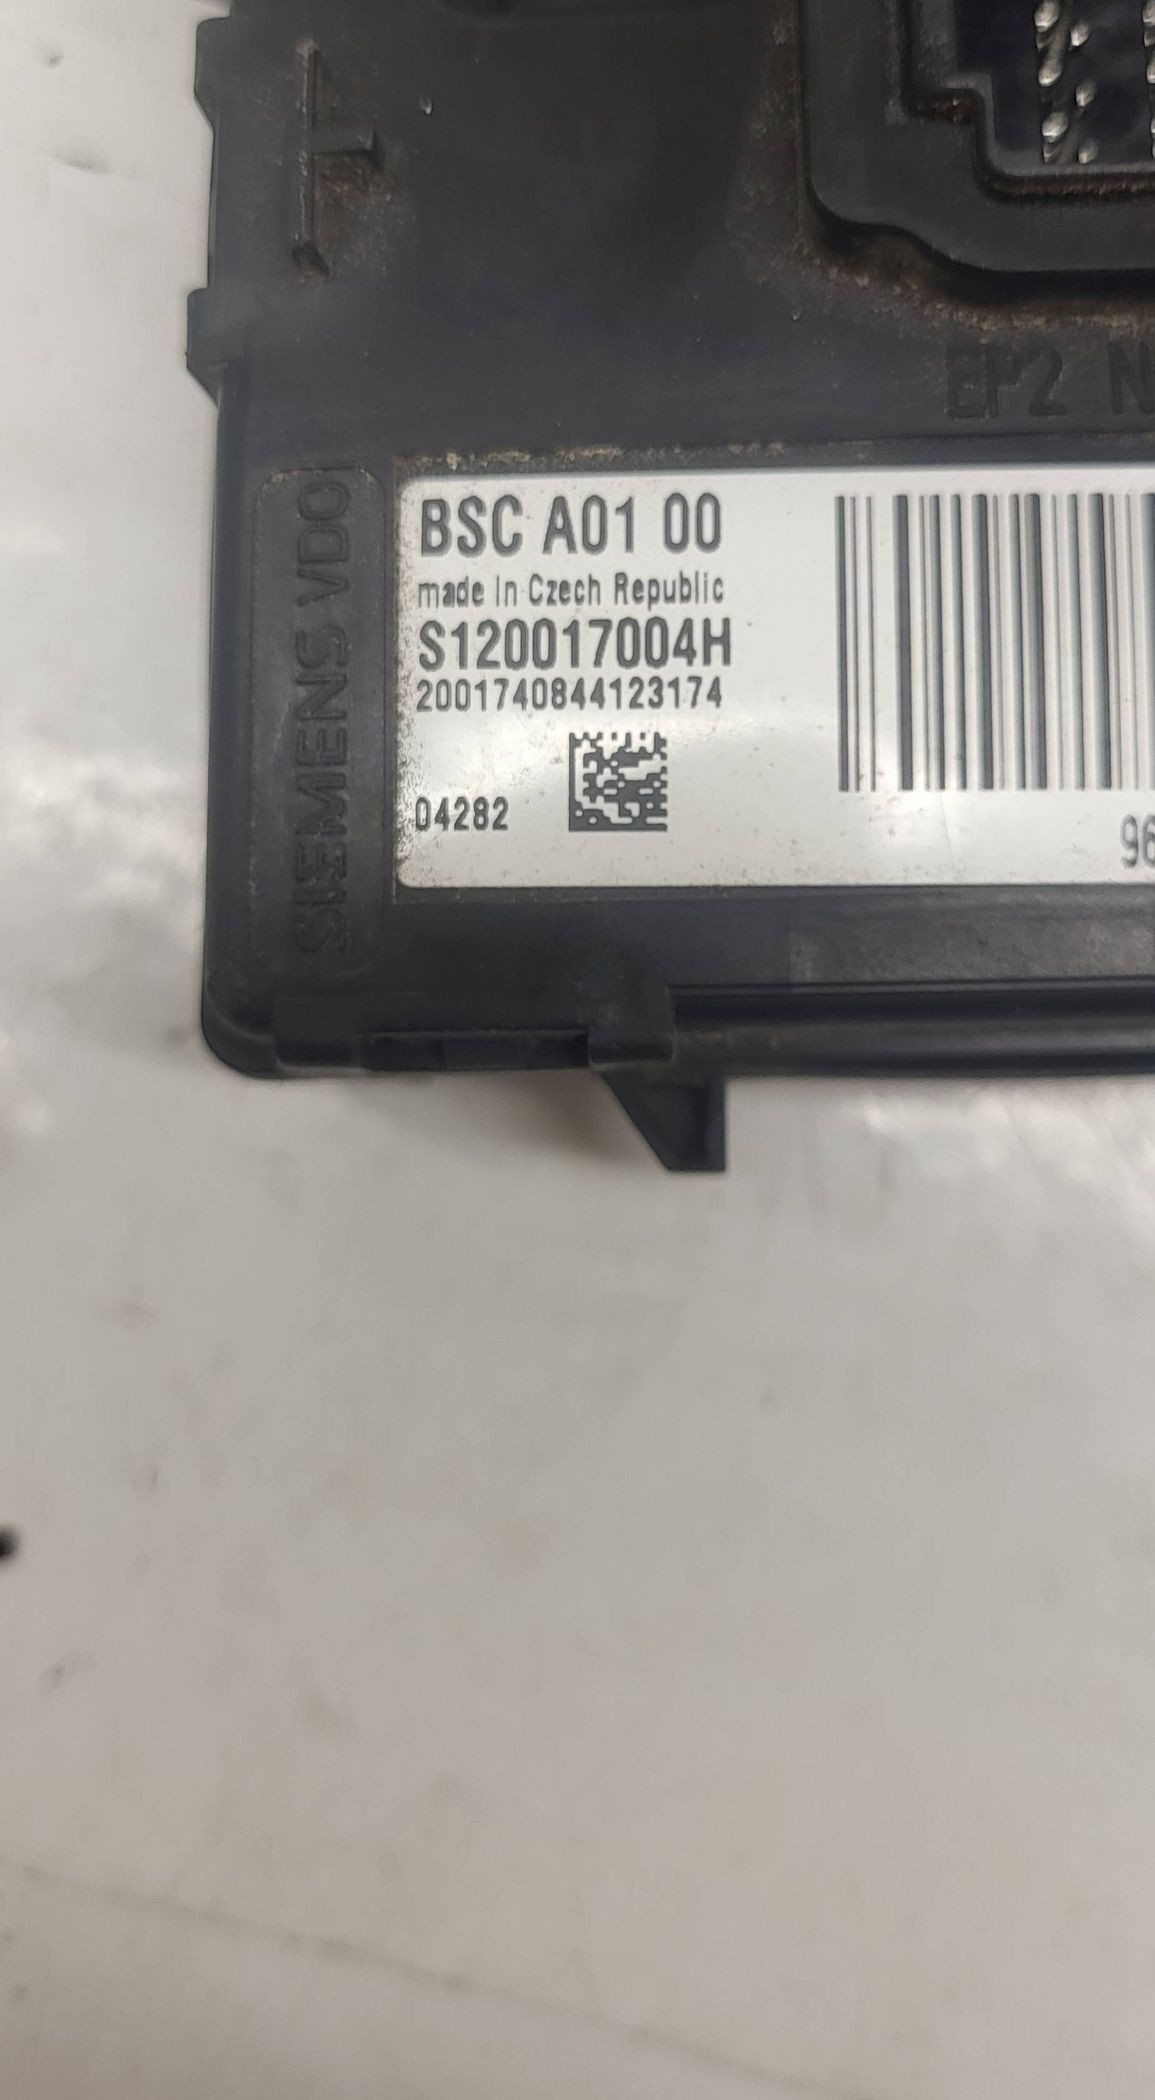 EP2 N
SIEMENS VDO
BSC A01 00
made in Czech Republic
S120017004H
2001740844123174
04282
96